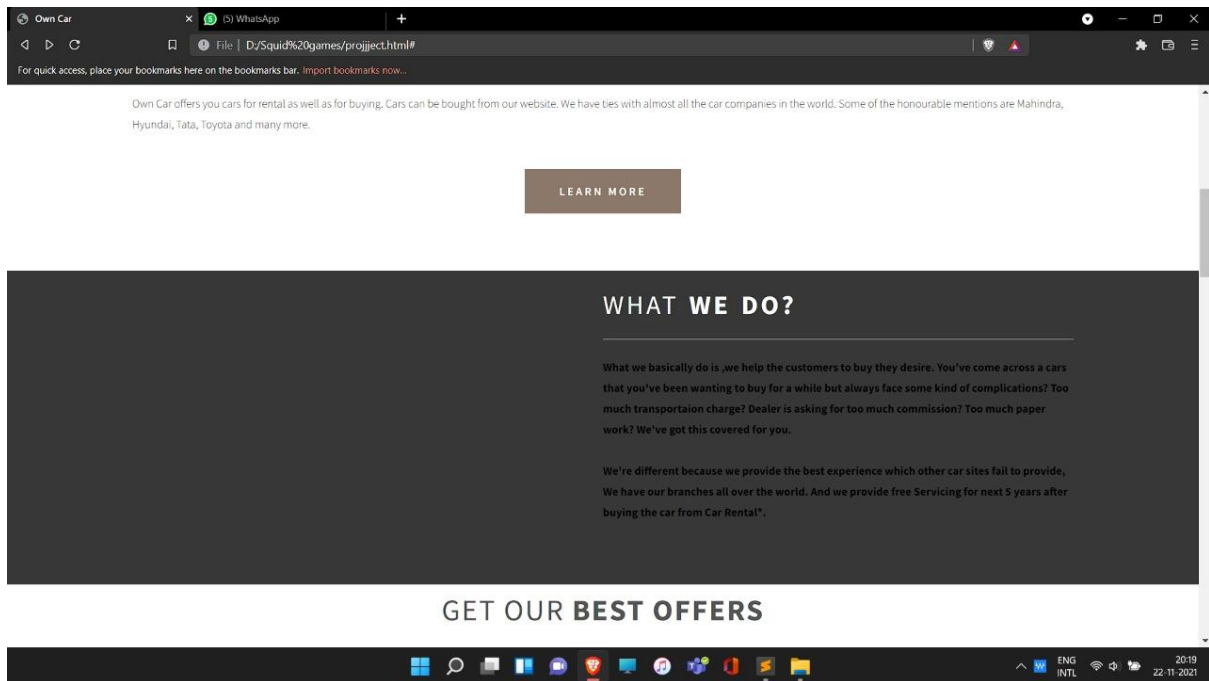 Own Car
(5) WhatsApp
File | D:/Squid%20games/projjject.html#
For quick access, place your bookmarks here on the bookmarks bar. Import bookmarks now...
Own Car offers you cars for rental as well as for buying. Cars can be bought from our website. We have ties with almost all the car companies in the world. Some of the honourable mentions are Mahindra,
Hyundai, Tata, Toyota and many more.
LEARN MORE
WHAT WE DO?
What we basically do is ,we help the customers to buy they desire. You've come across a cars
that you've been wanting to buy for a while but always face some kind of complications? Too
much transportaion charge? Dealer is asking for too much commission? Too much paper
work? We've got this covered for you.
We're different because we provide the best experience which other car sites fail to provide,
We have our branches all over the world. And we provide free Servicing for next 5 years after
buying the car from Car Rental*.
GET OUR BEST OFFERS
ENG
INTL
20:19
22-11-2021